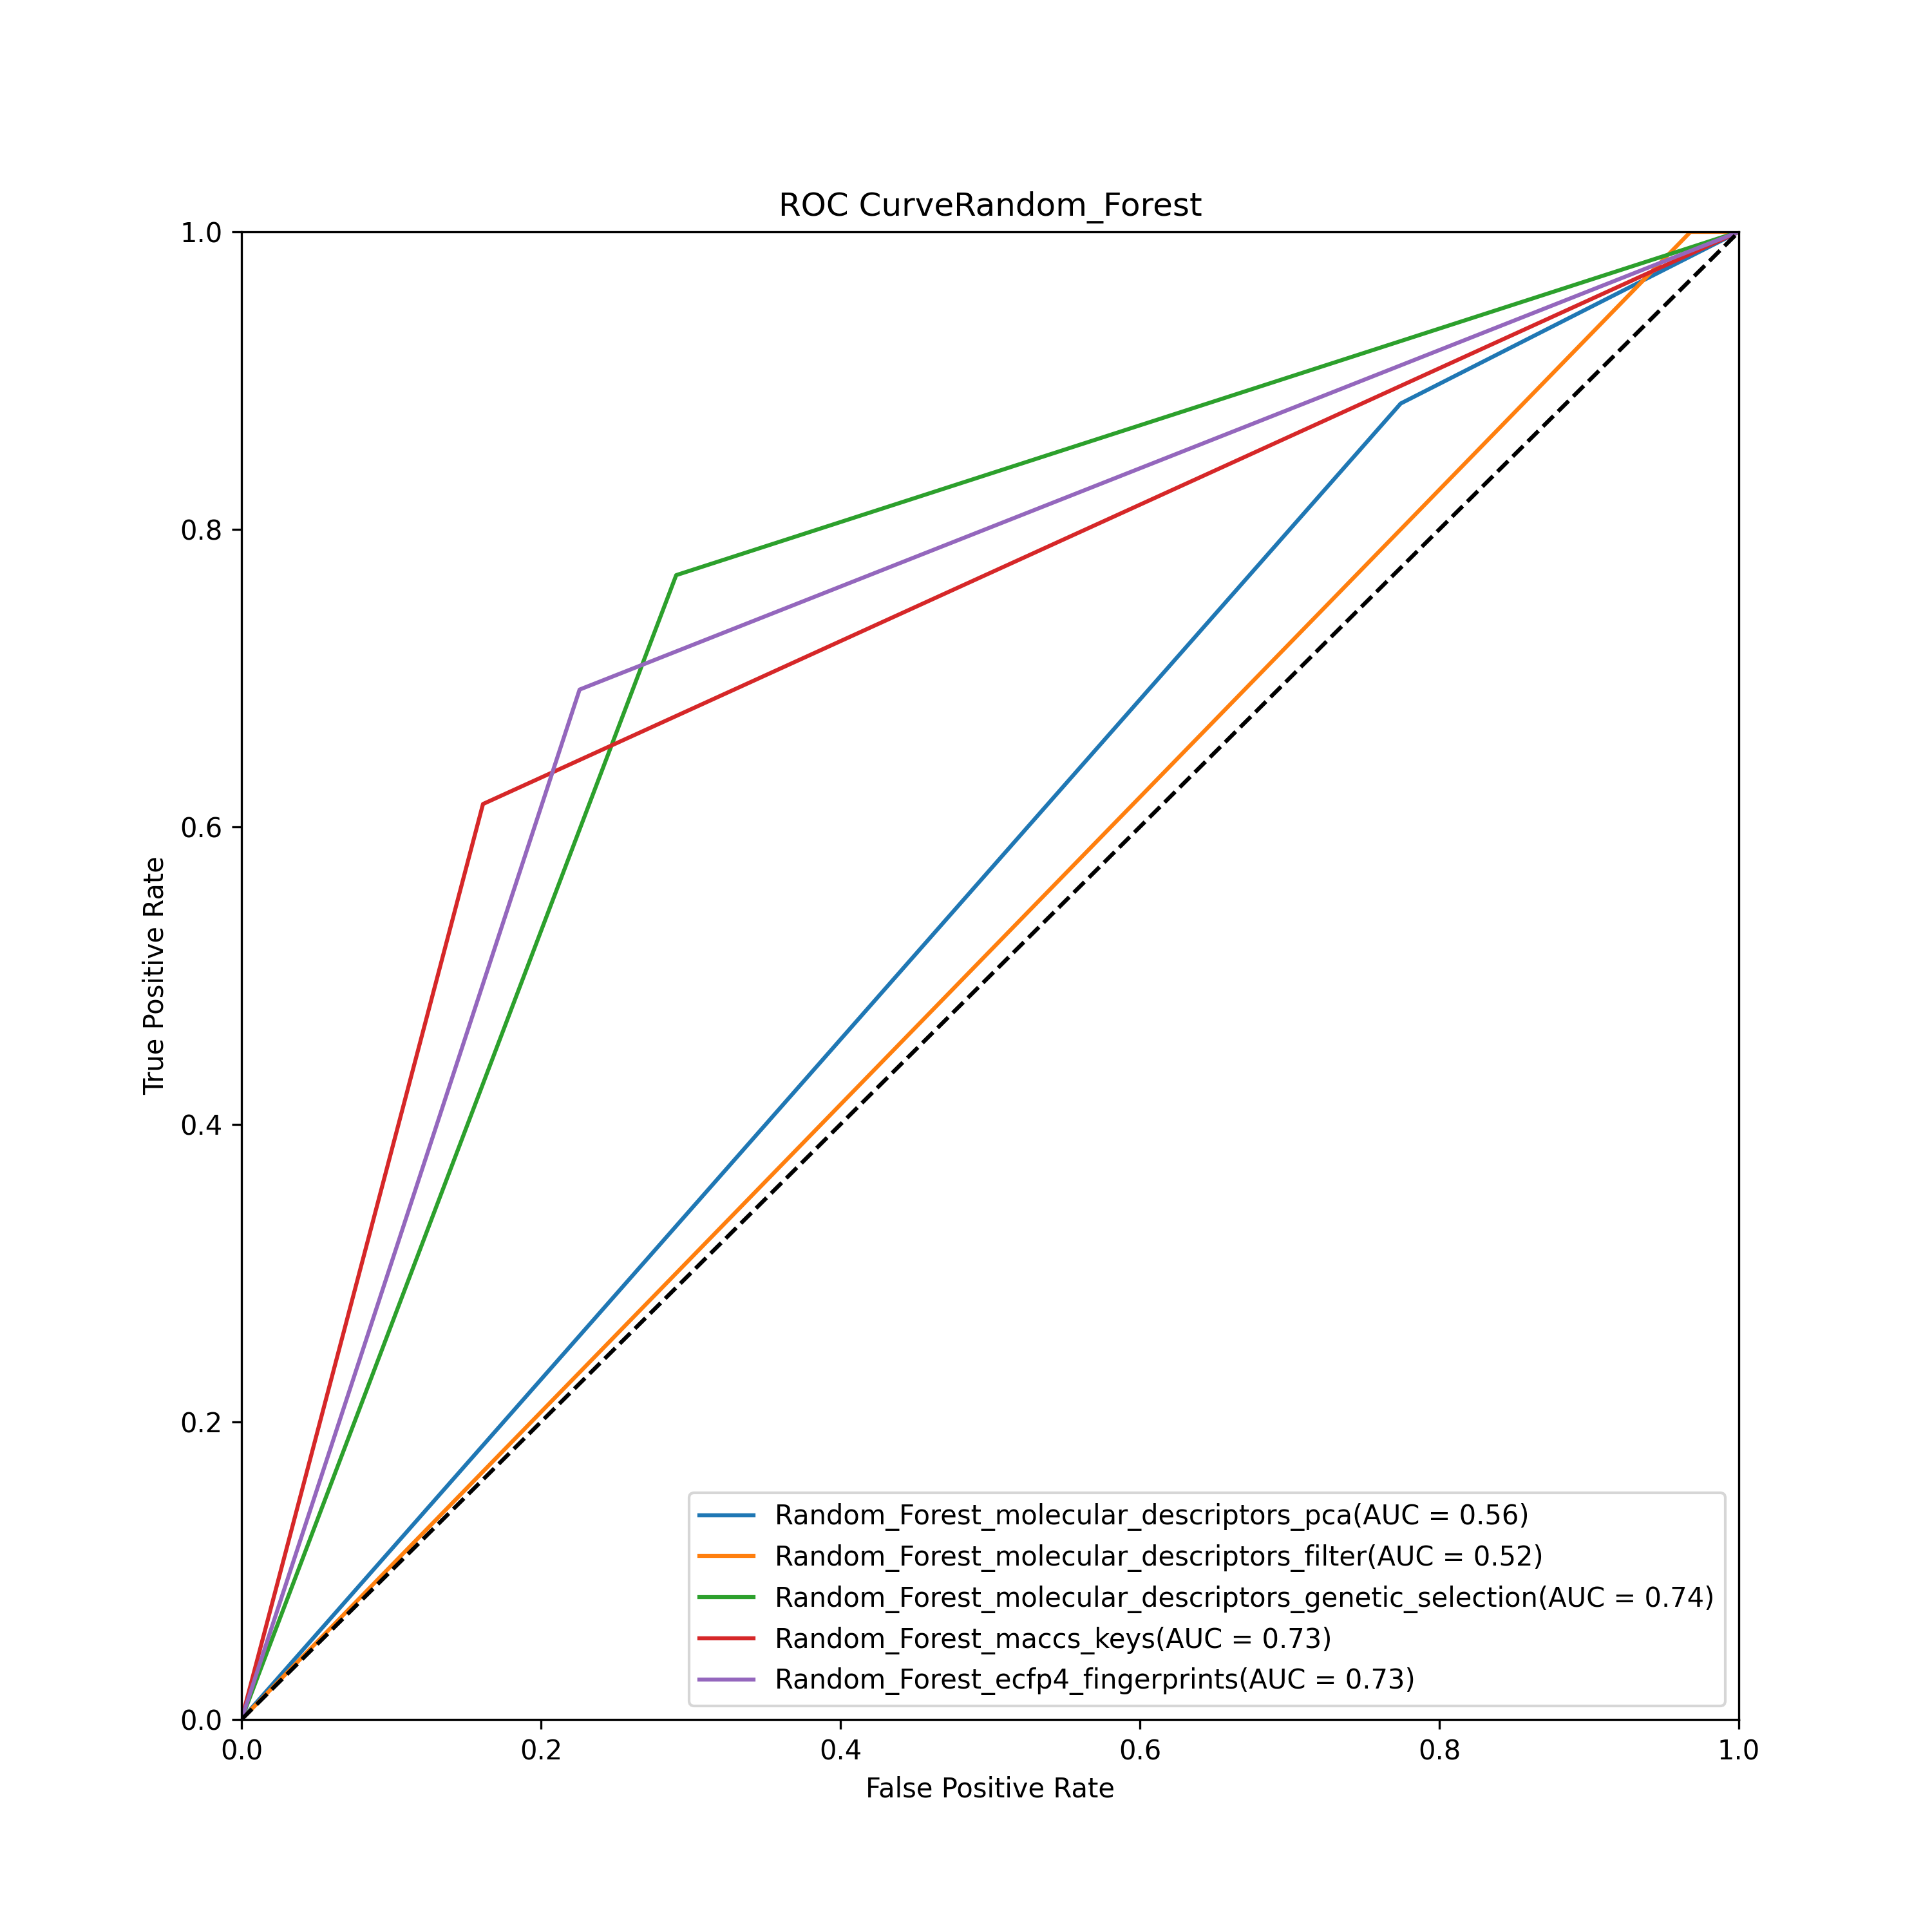 ROC CurveRandom_Forest
1.0
0.8
0.6
0.4
0.2
0.0
True Positive Rate
Random_Forest_molecular_descriptors_pca(AUC = 0.56)
Random_Forest_molecular_descriptors_filter(AUC = 0.52)
Random_Forest_molecular_descriptors_genetic_selection(AUC = 0.74)
Random_Forest_maccs_keys(AUC = 0.73)
Random_Forest_ecfp4_fingerprints(AUC = 0.73)
0.0 0.2 0.4 0.6 0.8 1.0
False Positive Rate